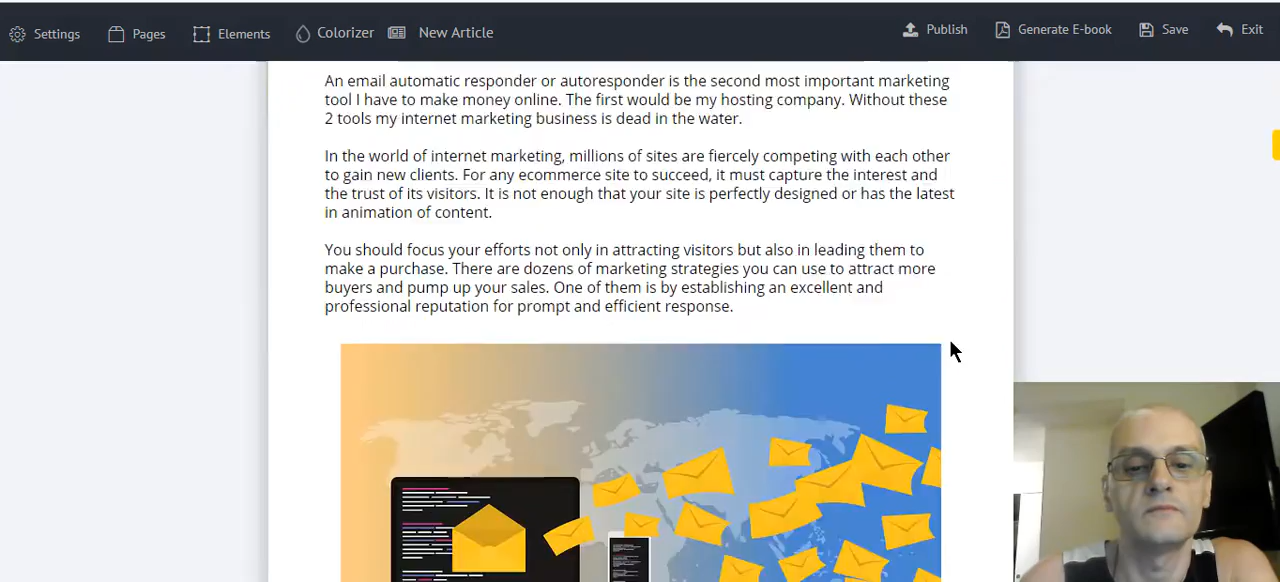 Settings Pages Elements Colorizer New Article Publish Generate E-book Save Exit
An email automatic responder or autoresponder is the second most important marketing
tool I have to make money online. The first would be my hosting company. Without these
2 tools my internet marketing business is dead in the water.
In the world of internet marketing, millions of sites are fiercely competing with each other
to gain new clients. For any ecommerce site to succeed, it must capture the interest and
the trust of its visitors. It is not enough that your site is perfectly designed or has the latest
in animation of content.
You should focus your efforts not only in attracting visitors but also in leading them to
make a purchase. There are dozens of marketing strategies you can use to attract more
buyers and pump up your sales. One of them is by establishing an excellent and
professional reputation for prompt and efficient response.